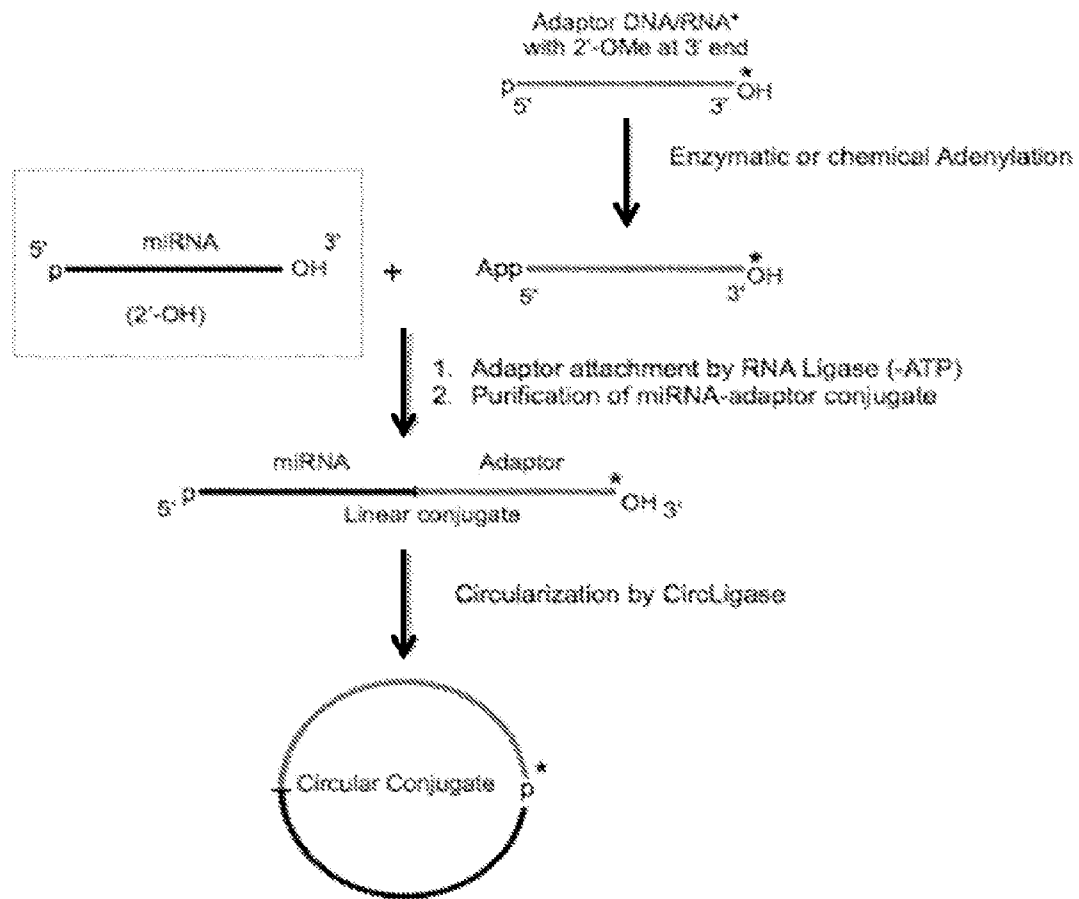 Adaptor DNA/RNA*
with 2'-OMe at 3' end
*
p OH
5' 3'
Enzymatic or chemical Adenylation
5' miRNA 3'
p OH
(2'-OH)
+
*
App OH
5' 3'
1. Adaptor attachment by RNA Ligase (-ATP)
2. Purification of miRNA-adaptor conjugate
miRNA Adaptor
*
5' p OH 3'
Linear conjugate
Circularization by CircLigase
Circular Conjugate p *